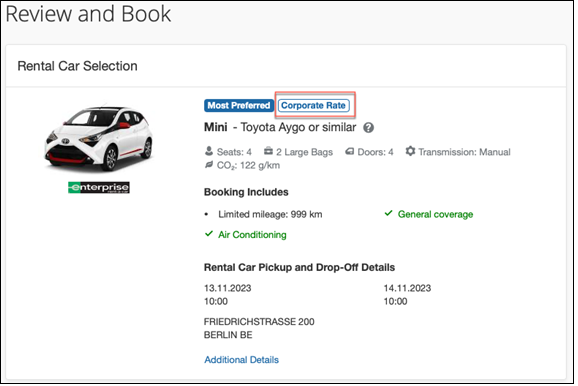 Review and Book
Rental Car Selection
Most Preferred Corporate Rate
Mini - Toyota Aygo or similar ?
Seats: 4 2 Large Bags Doors: 4 Transmission: Manual
CO₂: 122 g/km
enterprise
Booking Includes
• Limited mileage: 999 km General coverage
Air Conditioning
Rental Car Pickup and Drop-Off Details
13.11.2023 14.11.2023
10:00 10:00
FRIEDRICHSTRASSE 200
BERLIN BE
Additional Details